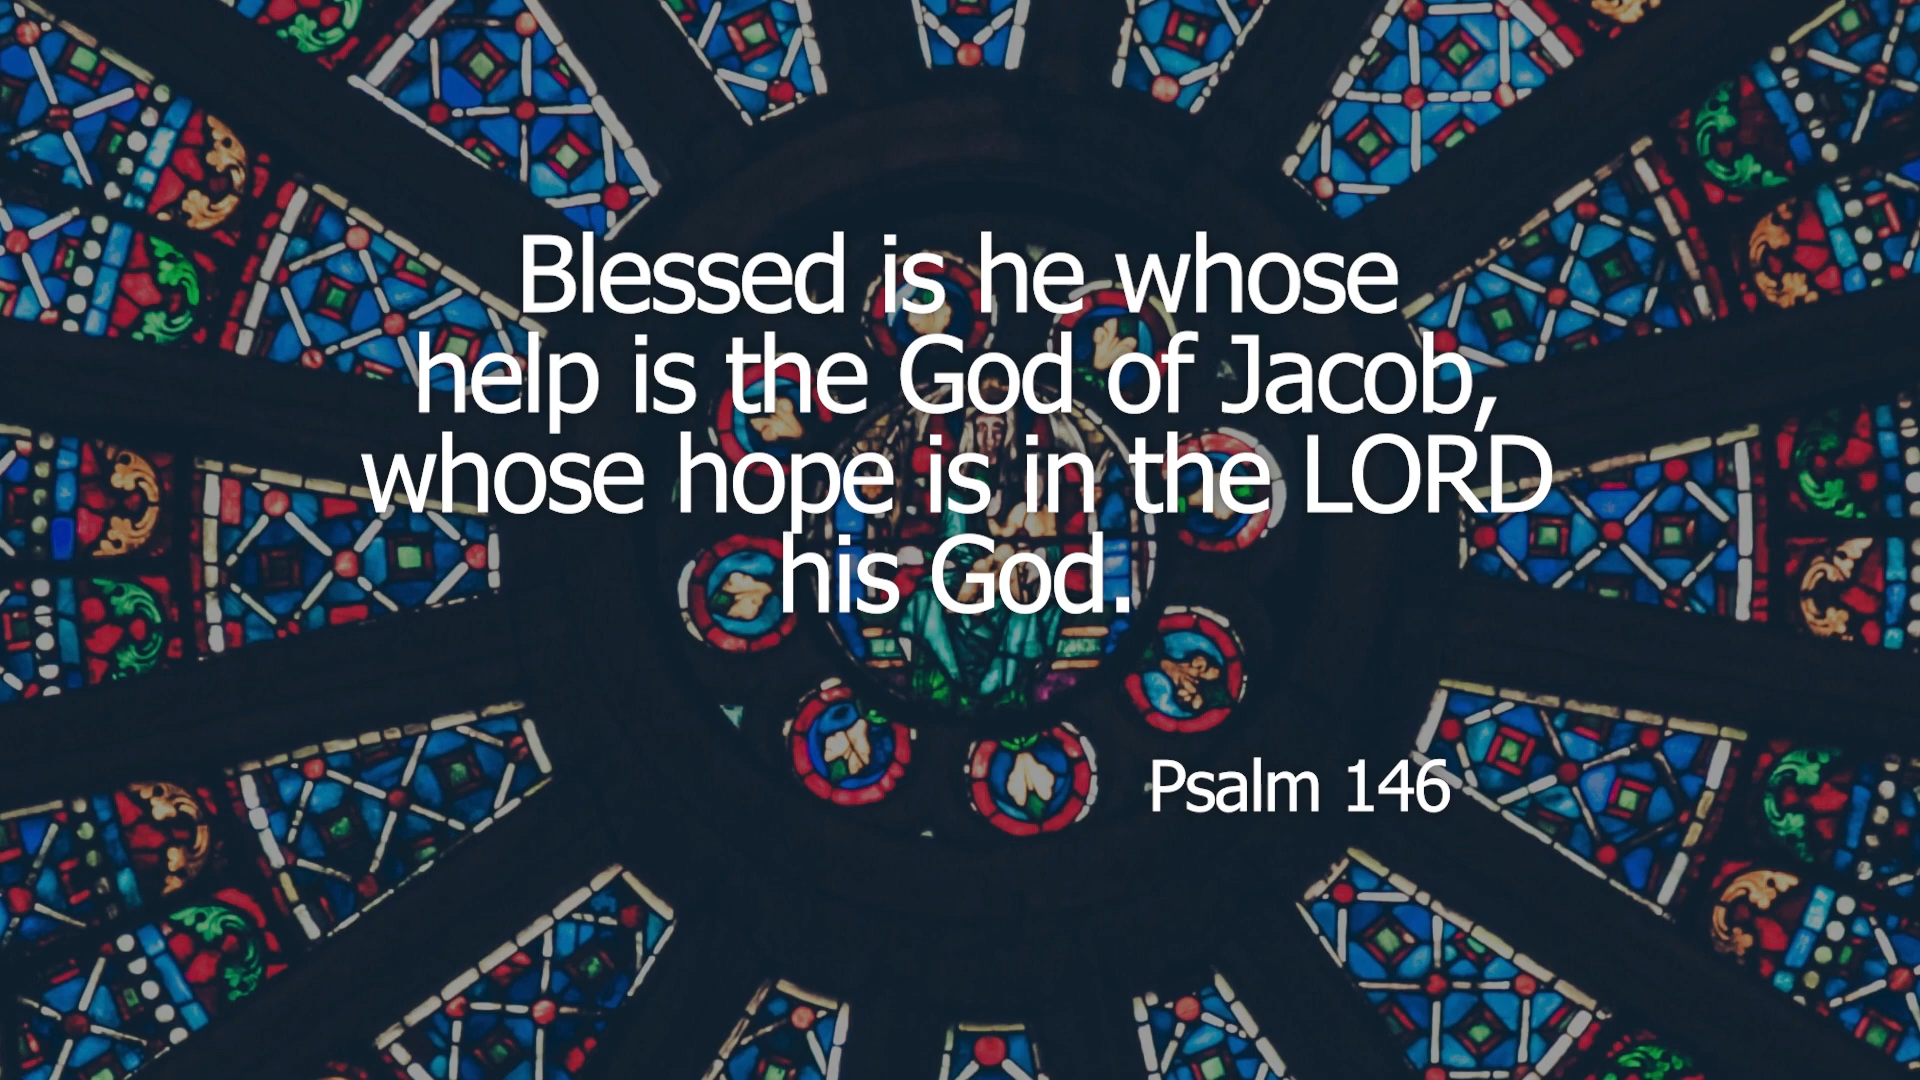 Blessed is he whose
help is the God of Jacob,
whose hope is in the LORD
his God.
Psalm 146